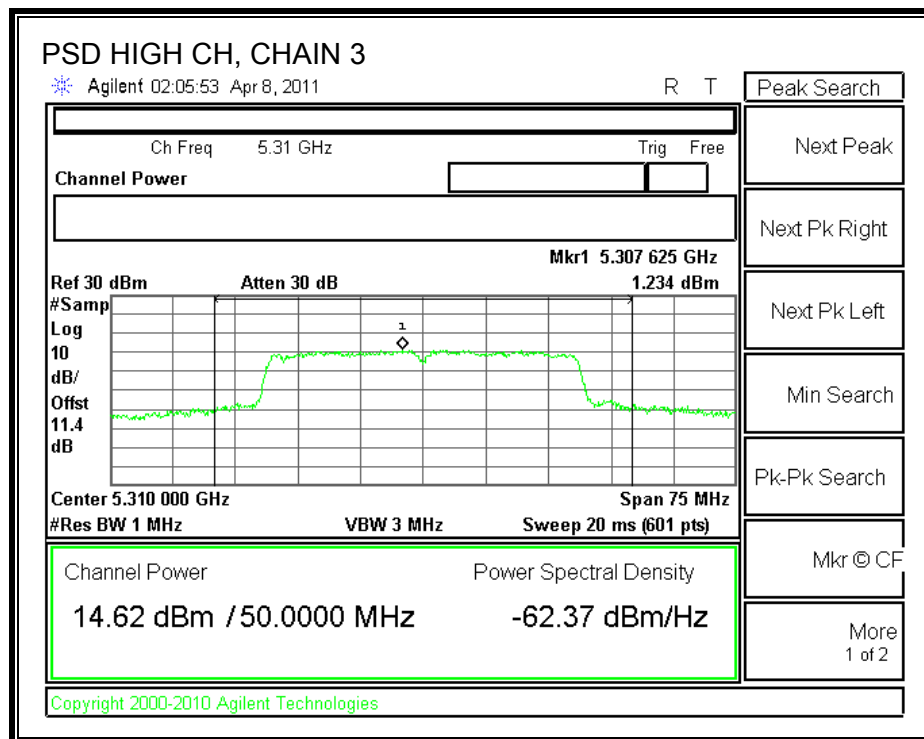 PSD HIGH CH, CHAIN 3
Agilent 02:05:53 Apr 8, 2011 R T
Peak Search
Ch Freq 5.31 GHz Trig Free
Next Peak
Channel Power
Next Pk Right
Mkr1 5.307 625 GHz
Ref 30 dBm Atten 30 dB 1.234 dBm
#Samp
Log
10
dB/
Offst
11.4
dB
1
Next Pk Left
Min Search
Pk-Pk Search
Center 5.310 000 GHz Span 75 MHz
#Res BW 1 MHz VBW 3 MHz Sweep 20 ms (601 pts)
Mkr © CF
Channel Power Power Spectral Density
14.62 dBm / 50.0000 MHz -62.37 dBm/Hz
More
1 of 2
Copyright 2000-2010 Agilent Technologies